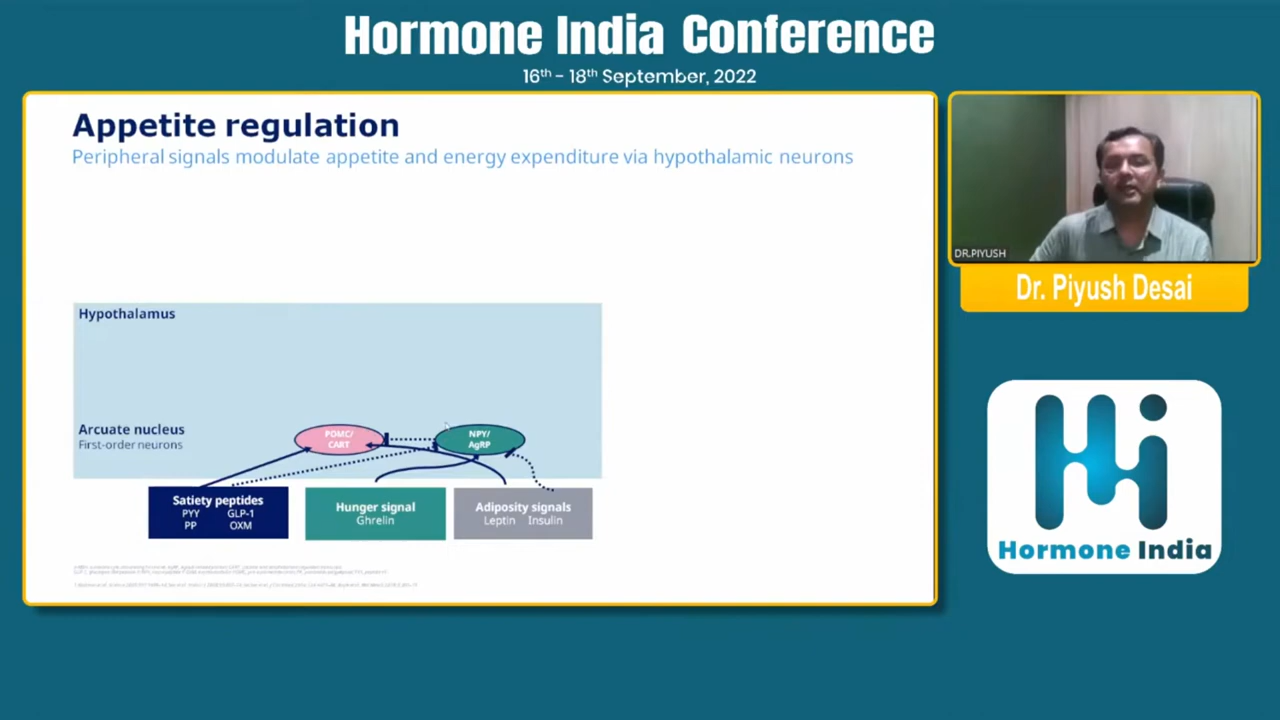 Hormone India Conference
16th - 18th September, 2022
Appetite regulation
Peripheral signals modulate appetite and energy expenditure via hypothalamic neurons
Hypothalamus
Arcuate nucleus
First-order neurons
POMC/
CART
NPY/
AgRP
Satiety peptides
PYY GLP-1
PP OXM
Hunger signal
Ghrelin
Adiposity signals
Leptin Insulin
DR.PIYUSH
Dr. Piyush Desai
Hormone India